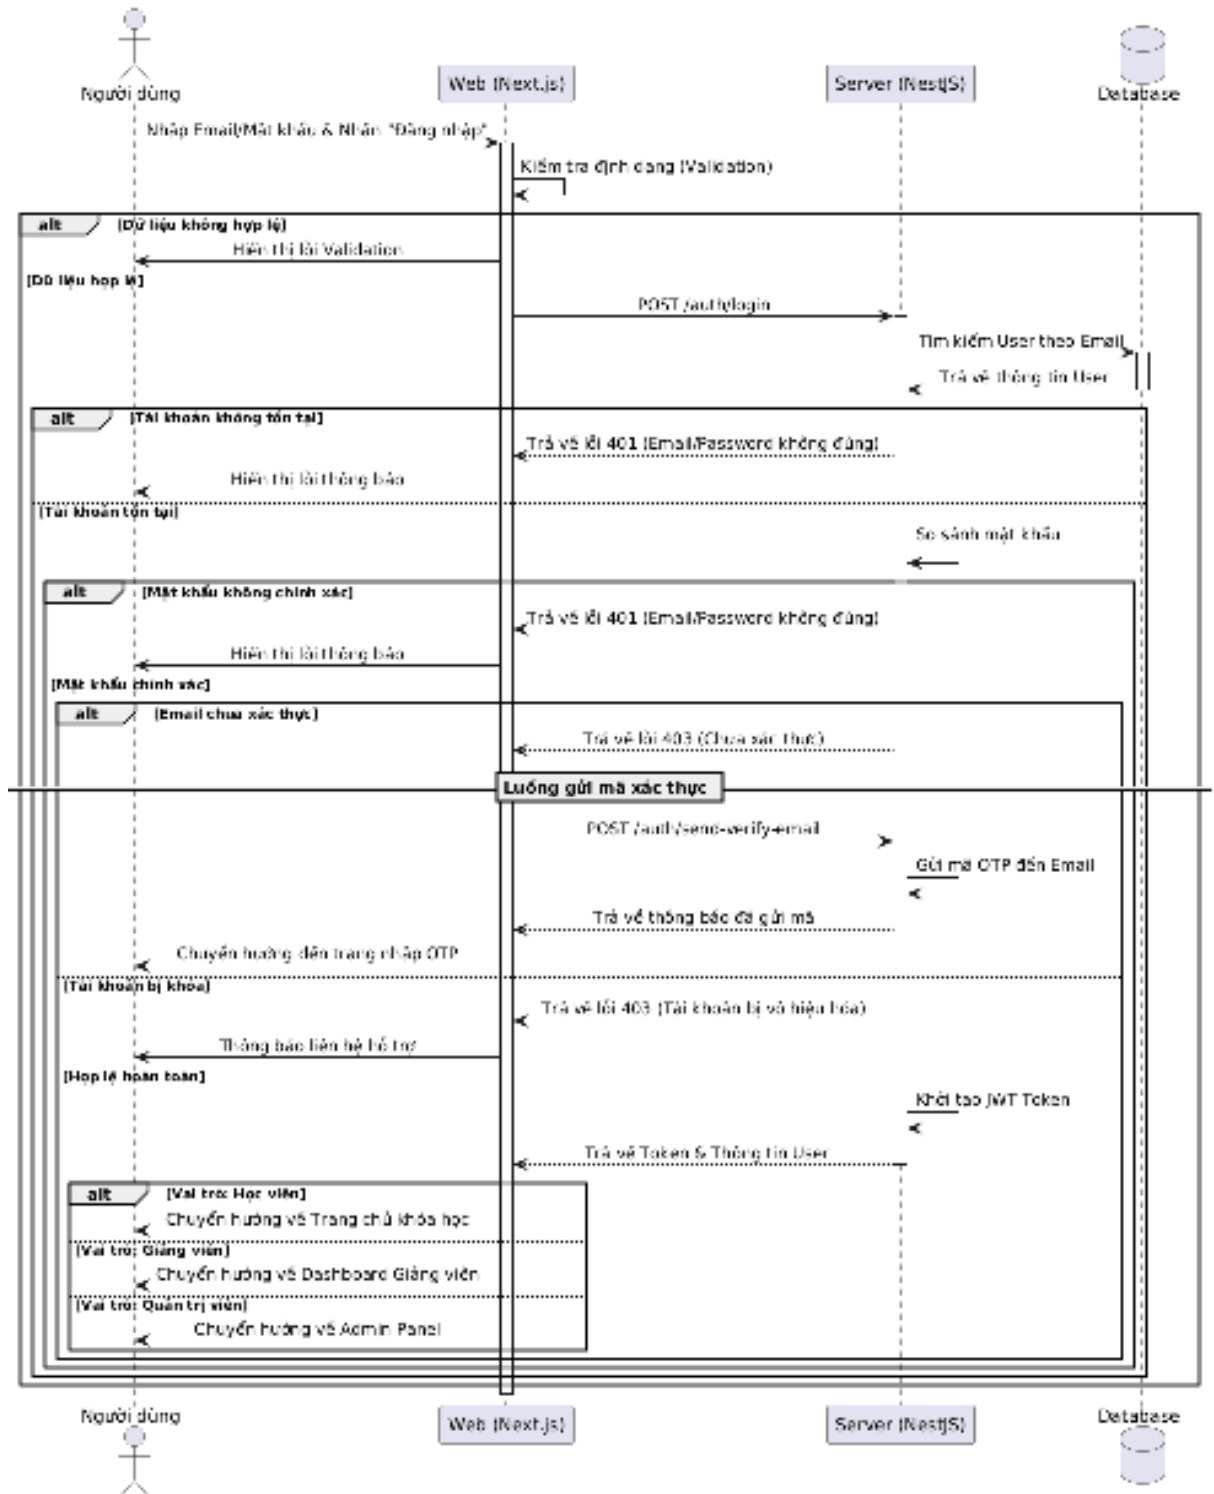 Người dùng
Web (Next.js)
Server (NestJS)
Database
Nhập Email/Mật khẩu & Nhấn "Đăng nhập"
Kiểm tra định dạng (Validation)
alt [Dữ liệu không hợp lệ]
Hiển thị lỗi Validation
[Dữ liệu hợp lệ]
POST /auth/login
Tìm kiếm User theo Email
Trả về thông tin User
alt [Tài khoản không tồn tại]
Trả về lỗi 401 (Email/Password không đúng)
Hiển thị lỗi thông báo
[Tài khoản tồn tại]
So sánh mật khẩu
alt [Mật khẩu không chính xác]
Trả về lỗi 401 (Email/Password không đúng)
Hiển thị lỗi thông báo
[Mật khẩu chính xác]
alt [Email chưa xác thực]
Trả về lỗi 403 (Chưa xác thực)
Luồng gửi mã xác thực
POST /auth/send-verify-email
Gửi mã OTP đến Email
Trả về thông báo đã gửi mã
Chuyển hướng đến trang nhập OTP
[Tài khoản bị khóa]
Trả về lỗi 403 (Tài khoản bị vô hiệu hóa)
Thông báo liên hệ hỗ trợ
[Hợp lệ hoàn toàn]
Khởi tạo JWT Token
Trả về Token & Thông tin User
alt [Vai trò: Học viên]
Chuyển hướng về Trang chủ khóa học
[Vai trò: Giảng viên]
Chuyển hướng về Dashboard Giảng viên
[Vai trò: Quản trị viên]
Chuyển hướng về Admin Panel
Người dùng
Web (Next.js)
Server (NestJS)
Database